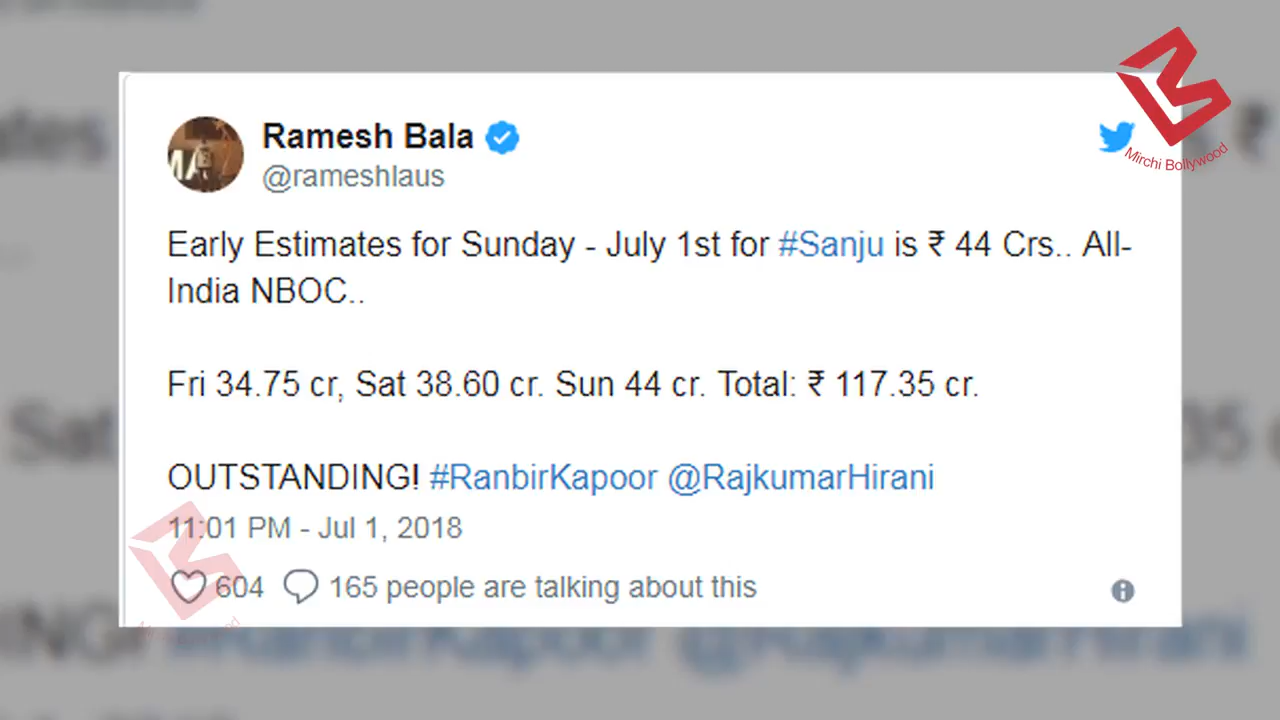 Ramesh Bala
@rameshlaus
Early Estimates for Sunday - July 1st for #Sanju is ₹ 44 Crs.. All-
India NBOC..
Fri 34.75 cr, Sat 38.60 cr. Sun 44 cr. Total: ₹ 117.35 cr.
OUTSTANDING! #RanbirKapoor @RajkumarHirani
11:01 PM - Jul 1, 2018
604 165 people are talking about this
Mirchi Bollywood